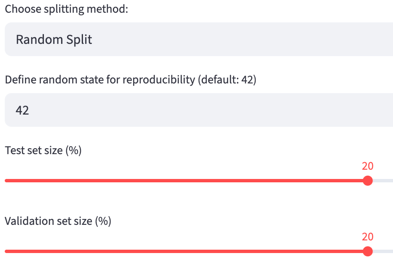 Choose splitting method:
Random Split
Define random state for reproducibility (default: 42)
42
Test set size (%)
20
Validation set size (%)
20